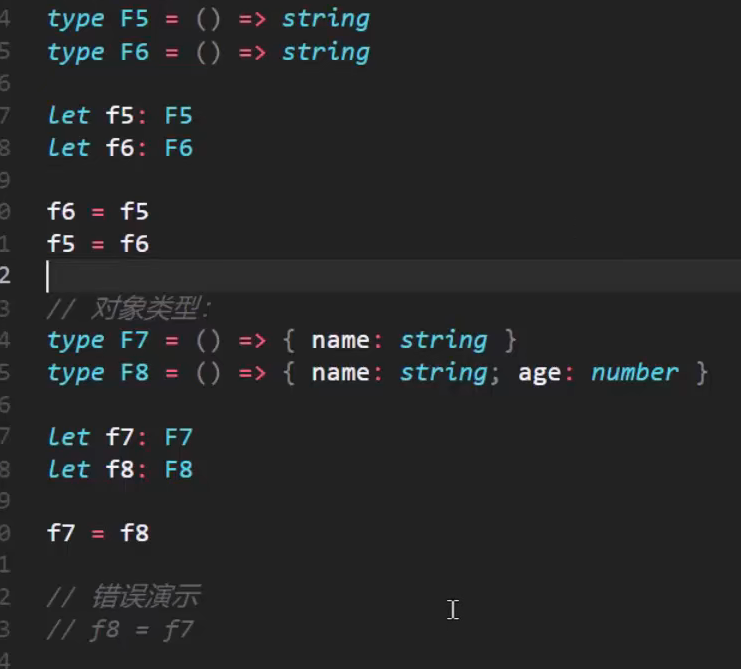 4 type F5 = () => string
5 type F6 = () => string
6
7 let f5: F5
8 let f6: F6
9
0 f6 = f5
1 f5 = f6
2
3 // 对象类型：
4 type F7 = () => { name: string }
5 type F8 = () => { name: string; age: number }
6
7 let f7: F7
8 let f8: F8
9
0 f7 = f8
1
2 // 错误演示
3 // f8 = f7
4